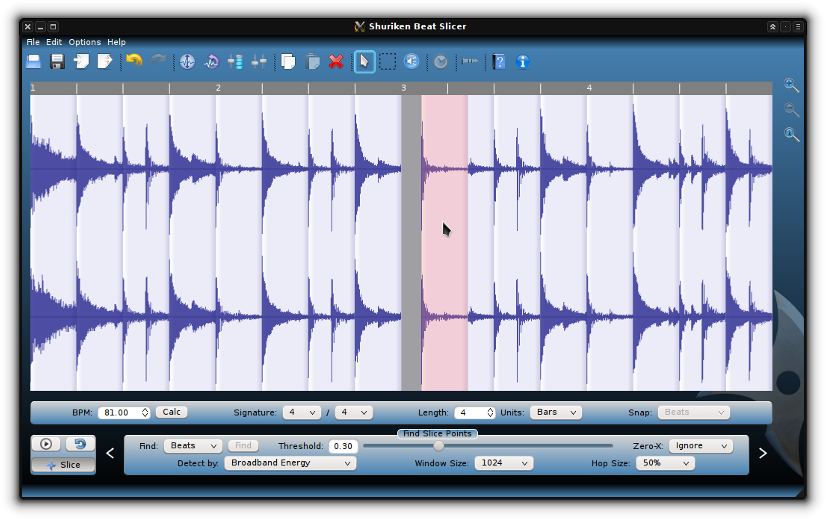 Shuriken Beat Slicer
File Edit Options Help
1 2 3 4
BPM: 81.00 Calc Signature: 4 / 4 Length: 4 Units: Bars Snap: Beats
Find Slice Points
Find: Beats Find Threshold: 0.30 Zero-X: Ignore
Slice Detect by: Broadband Energy Window Size: 1024 Hop Size: 50%